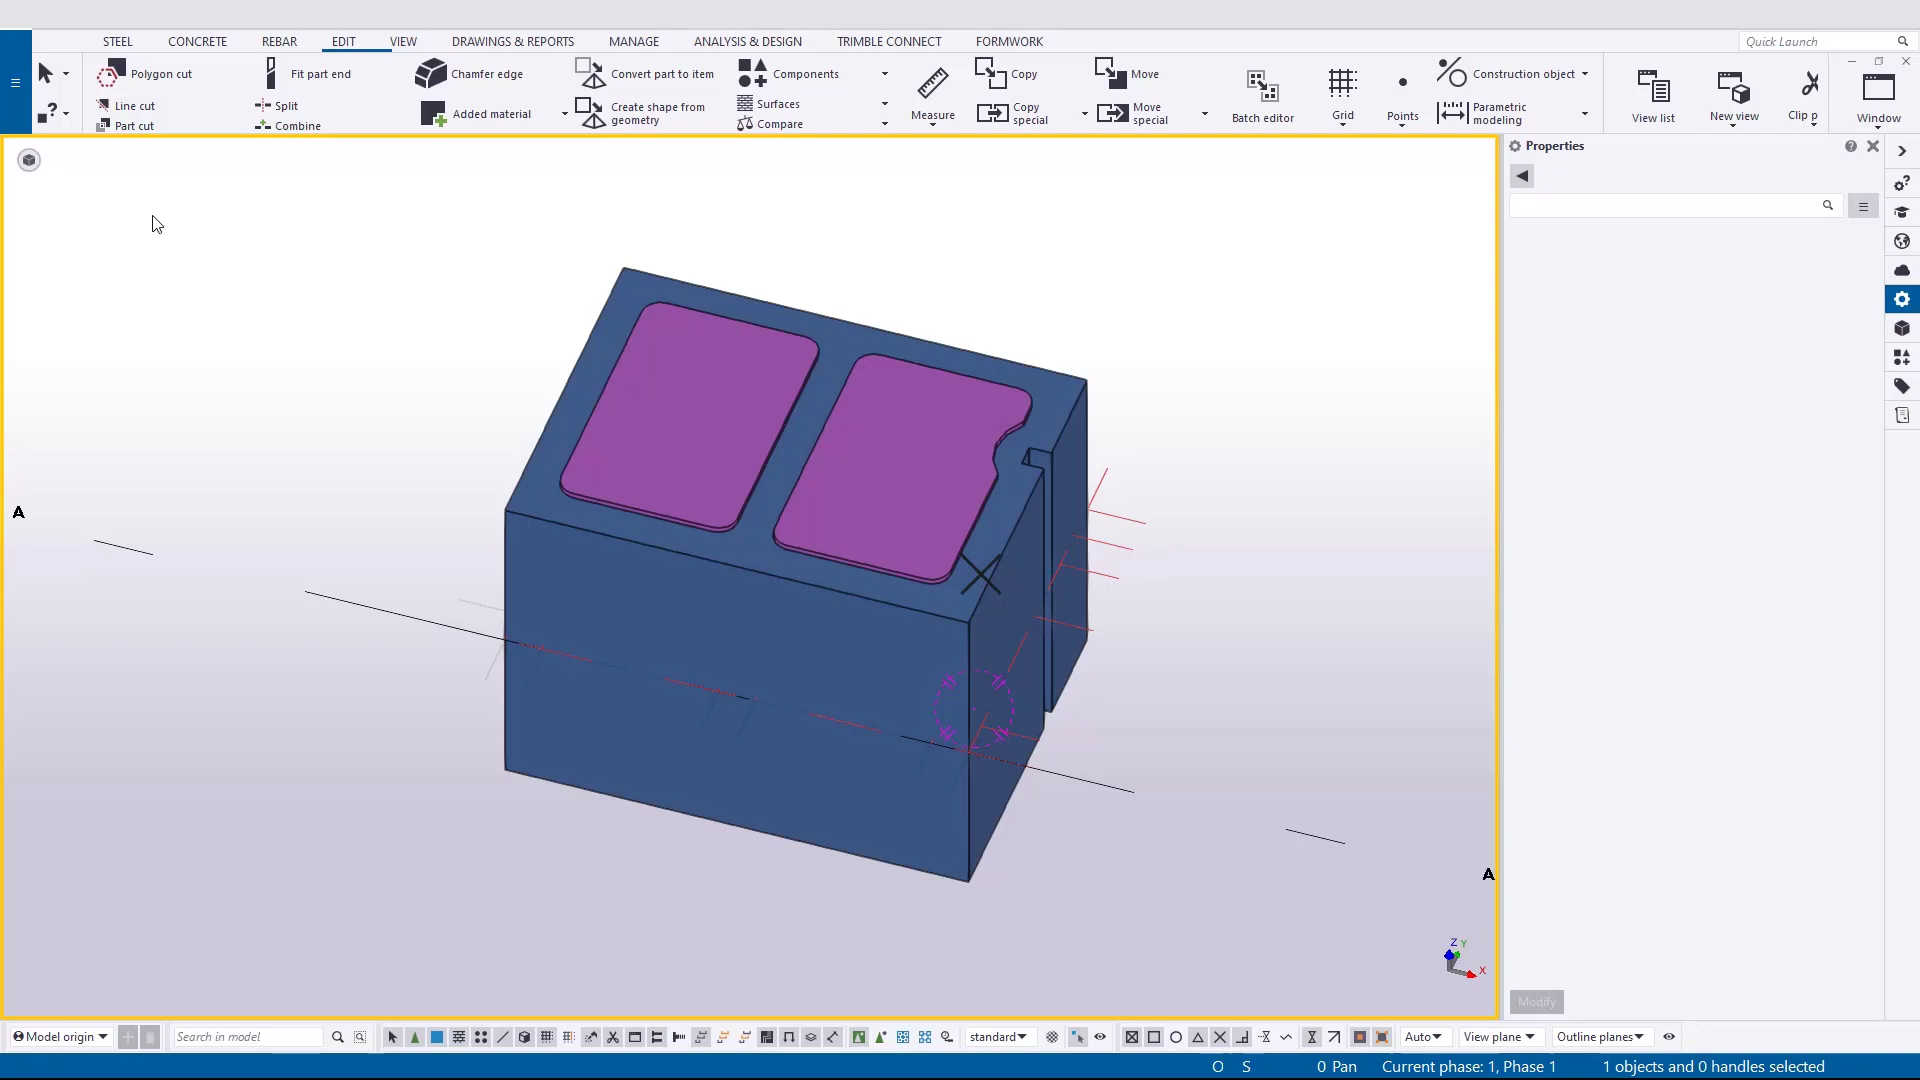 STEEL CONCRETE REBAR EDIT VIEW DRAWINGS & REPORTS MANAGE ANALYSIS & DESIGN TRIMBLE CONNECT FORMWORK Quick Launch
Polygon cut Fit part end Chamfer edge Convert part to item Components Copy Move Construction object
Line cut Split Added material Create shape from geometry Surfaces Measure Copy special Move special Batch editor Grid Points Parametric modeling View list New view Clip p Window
Part cut Combine Compare
Properties
A
A
Z Y
X
Modify
Model origin Search in model standard Auto View plane Outline planes
O S 0 Pan Current phase: 1, Phase 1 1 objects and 0 handles selected